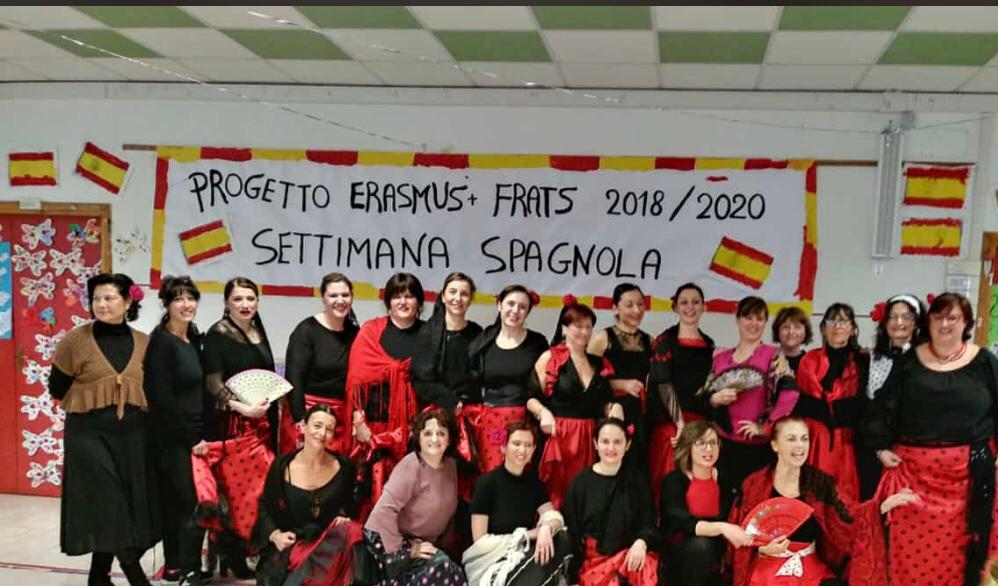 PROGETTO ERASMUS+ FRATS 2018/2020
SETTIMANA SPAGNOLA